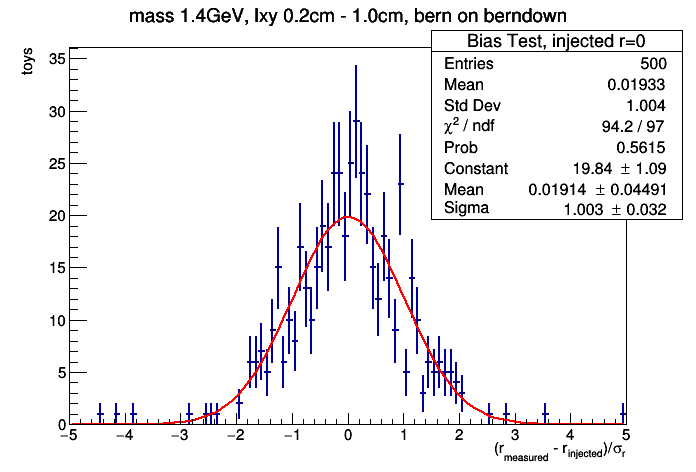 mass 1.4GeV, lxy 0.2cm - 1.0cm, bern on berndown
Bias Test, injected r=0
Entries 500
Mean 0.01933
Std Dev 1.004
χ² / ndf 94.2 / 97
Prob 0.5615
Constant 19.84 ± 1.09
Mean 0.01914 ± 0.04491
Sigma 1.003 ± 0.032
toys
35
30
25
20
15
10
5
0
−5 −4 −3 −2 −1 0 1 2 3 4 5
(r_measured - r_injected)/σ_r